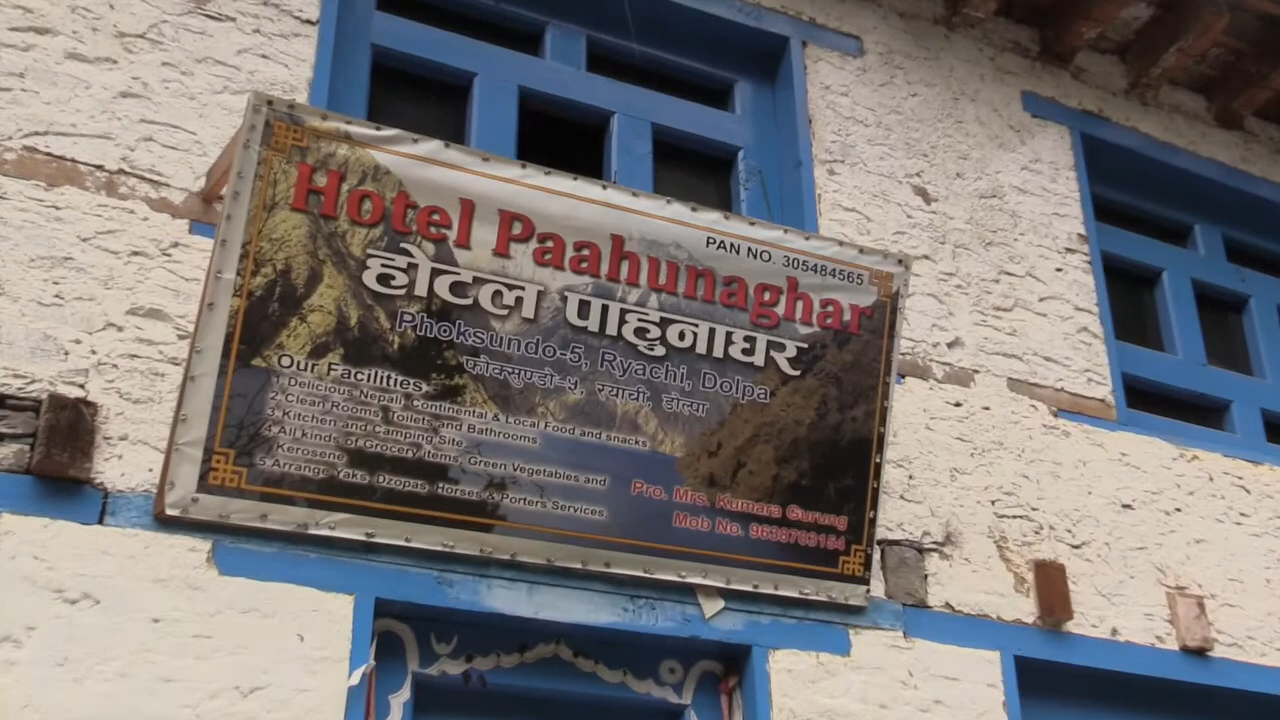 PAN NO. 305484565
Hotel Paahunaghar
होटल पाहुनाघर
Phoksundo-5, Ryachi, Dolpa
फोक्सुण्डो-५, रयाची, डोल्पा
Our Facilities
1.Delicious Nepali, Continental & Local Food and snacks
2.Clean Rooms, Toilets and Bathrooms.
3.Kitchen and Camping Site.
4.All kinds of Grocery items, Green Vegetables and
Kerosene
5.Arrange Yaks, Dzopas, Horses & Porters Services.
Pro. Mrs. Kumara Gurung
Mob No. 9638703154